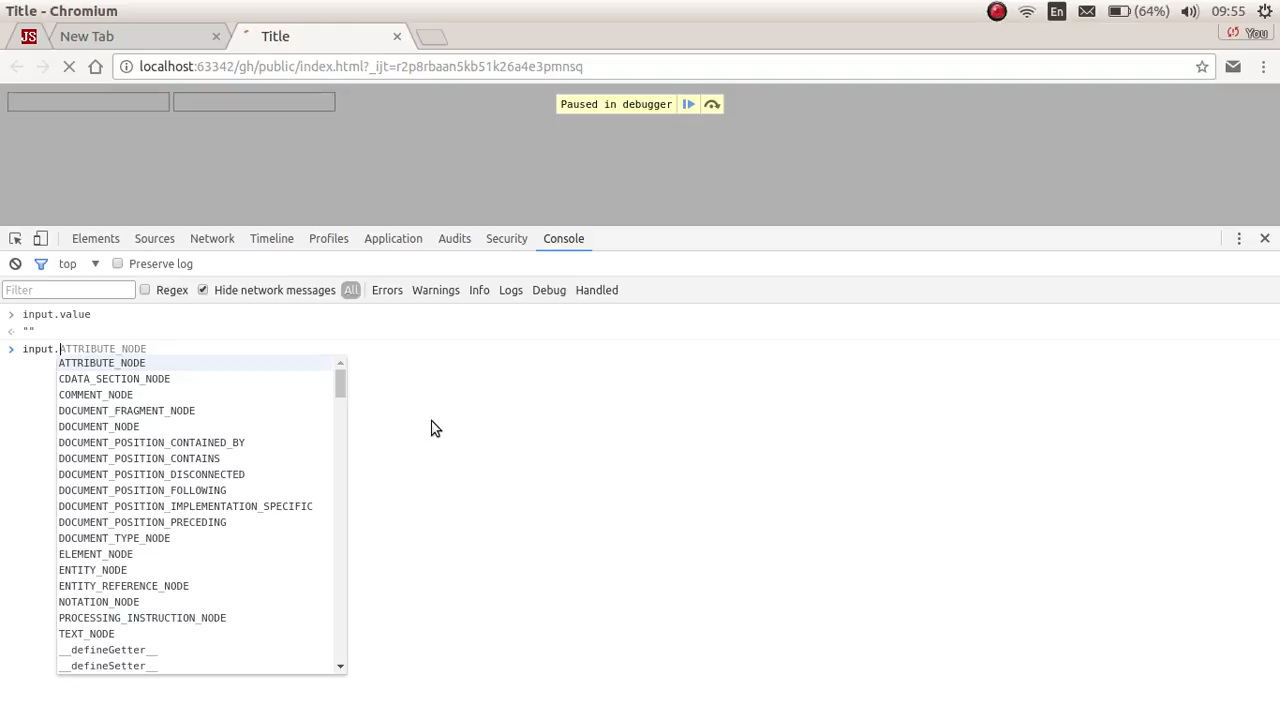 Title - Chromium
En
(64%)
09:55
JS
New Tab
Title
You
localhost:63342/gh/public/index.html?_ijt=r2p8rbaan5kb51k26a4e3pmnsq
Paused in debugger
Elements Sources Network Timeline Profiles Application Audits Security Console
top Preserve log
Filter Regex Hide network messages All Errors Warnings Info Logs Debug Handled
input.value
""
input.ATTRIBUTE_NODE
ATTRIBUTE_NODE
CDATA_SECTION_NODE
COMMENT_NODE
DOCUMENT_FRAGMENT_NODE
DOCUMENT_NODE
DOCUMENT_POSITION_CONTAINED_BY
DOCUMENT_POSITION_CONTAINS
DOCUMENT_POSITION_DISCONNECTED
DOCUMENT_POSITION_FOLLOWING
DOCUMENT_POSITION_IMPLEMENTATION_SPECIFIC
DOCUMENT_POSITION_PRECEDING
DOCUMENT_TYPE_NODE
ELEMENT_NODE
ENTITY_NODE
ENTITY_REFERENCE_NODE
NOTATION_NODE
PROCESSING_INSTRUCTION_NODE
TEXT_NODE
__defineGetter__
__defineSetter__